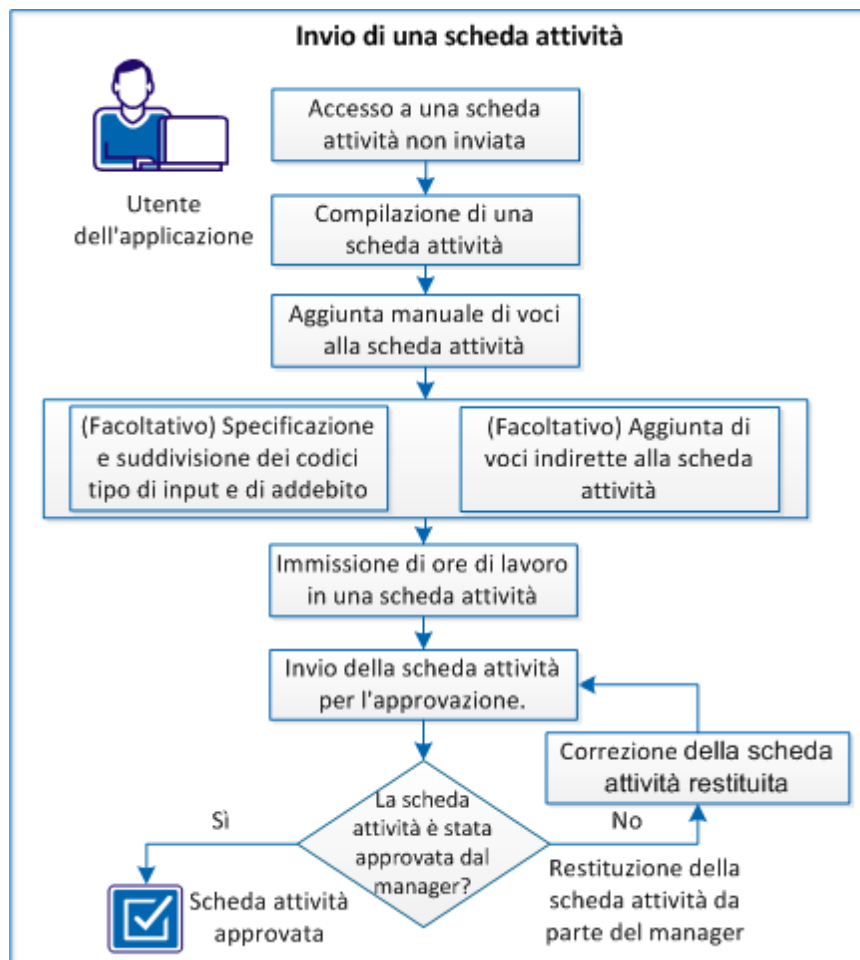 Invio di una scheda attività
Accesso a una scheda
attività non inviata
Utente
dell'applicazione
Compilazione di una
scheda attività
Aggiunta manuale di voci
alla scheda attività
(Facoltativo) Specificazione
e suddivisione dei codici
tipo di input e di addebito
(Facoltativo) Aggiunta di
voci indirette alla scheda
attività
Immissione di ore di lavoro
in una scheda attività
Invio della scheda attività
per l'approvazione.
Correzione della scheda
attività restituita
La scheda
attività è stata
approvata dal
manager?
Sì
No
Scheda attività
approvata
Restituzione della
scheda attività da
parte del manager